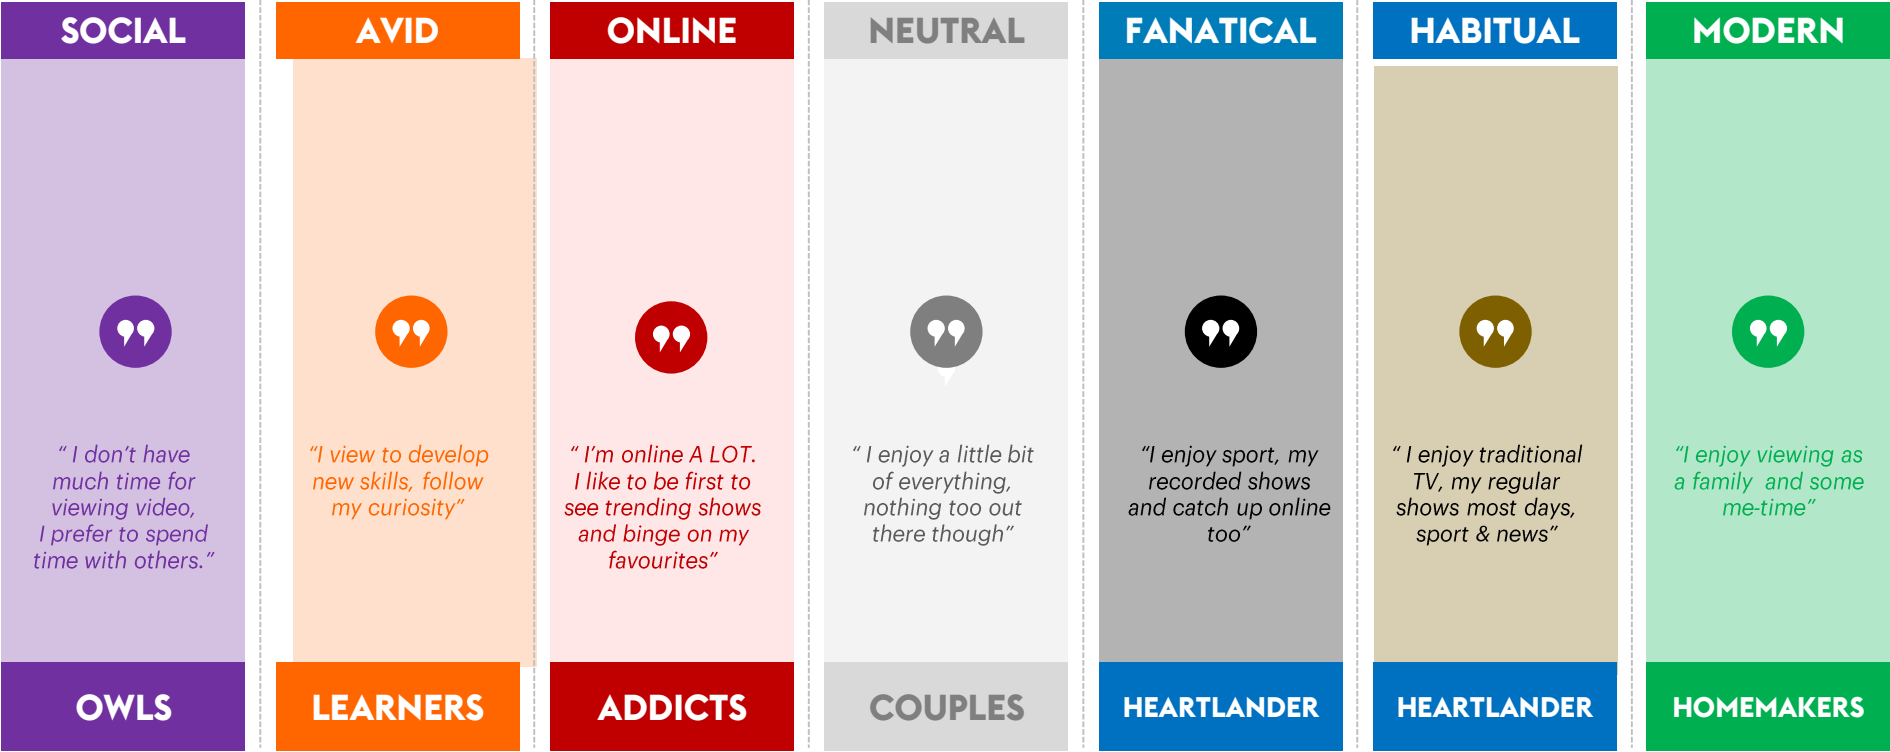 SOCIAL
AVID
ONLINE
NEUTRAL
FANATICAL
HABITUAL
MODERN
“ I don’t have
much time for
viewing video,
I prefer to spend
time with others.”
“I view to develop
new skills, follow
my curiosity”
“ I’m online A LOT.
I like to be first to
see trending shows
and binge on my
favourites”
“ I enjoy a little bit
of everything,
nothing too out
there though”
“I enjoy sport, my
recorded shows
and catch up online
too”
“ I enjoy traditional
TV, my regular
shows most days,
sport & news”
“I enjoy viewing as
a family  and some
me-time”
OWLS
LEARNERS
ADDICTS
COUPLES
HEARTLANDER
HEARTLANDER
HOMEMAKERS